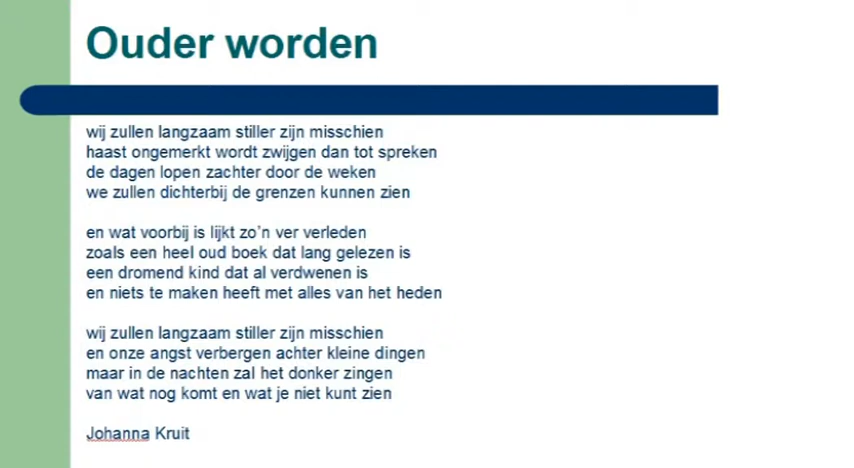 Ouder worden
wij zullen langzaam stiller zijn misschien
haast ongemerkt wordt zwijgen dan tot spreken
de dagen lopen zachter door de weken
we zullen dichterbij de grenzen kunnen zien
en wat voorbij is lijkt zo'n ver verleden
zoals een heel oud boek dat lang gelezen is
een dromend kind dat al verdwenen is
en niets te maken heeft met alles van het heden
wij zullen langzaam stiller zijn misschien
en onze angst verbergen achter kleine dingen
maar in de nachten zal het donker zingen
van wat nog komt en wat je niet kunt zien
Johanna Kruit